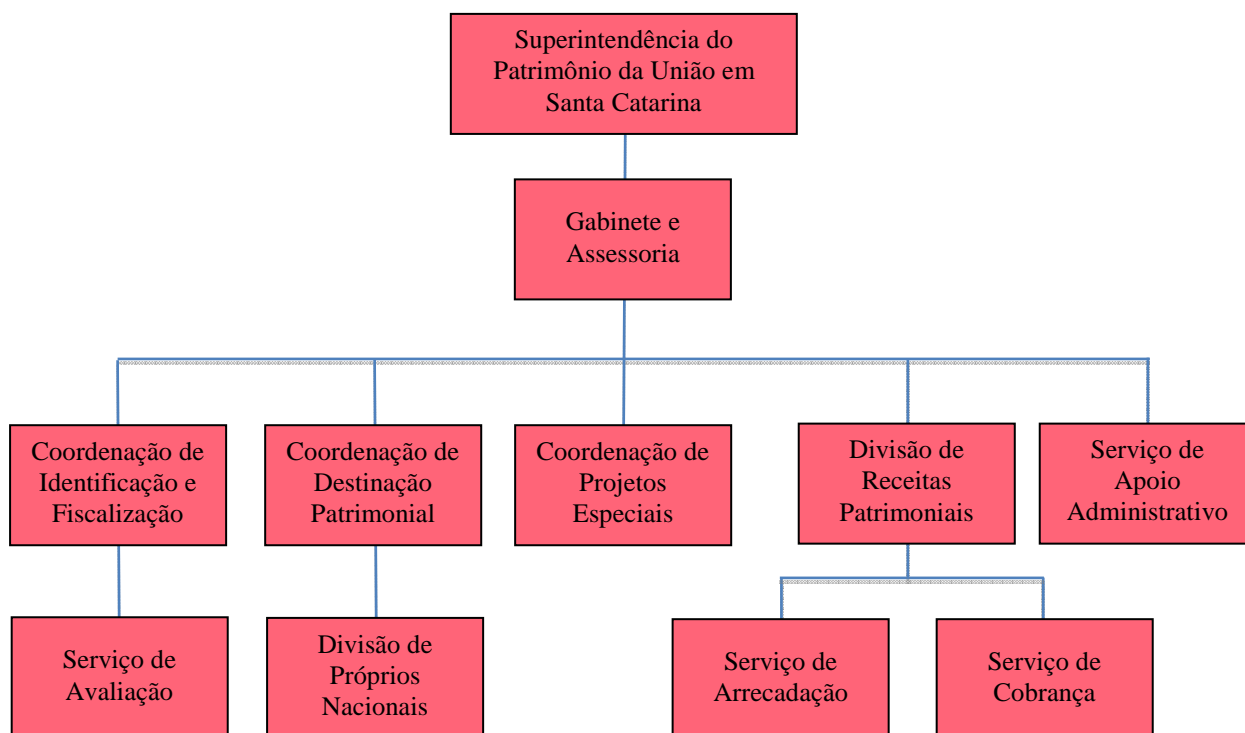 Superintendência do
Patrimônio da União em
Santa Catarina
Gabinete e
Assessoria
Coordenação de
Identificação e
Fiscalização
Coordenação de
Destinação
Patrimonial
Coordenação de
Projetos
Especiais
Divisão de
Receitas
Patrimoniais
Serviço de
Apoio
Administrativo
Serviço de
Avaliação
Divisão de
Próprios
Nacionais
Serviço de
Arrecadação
Serviço de
Cobrança